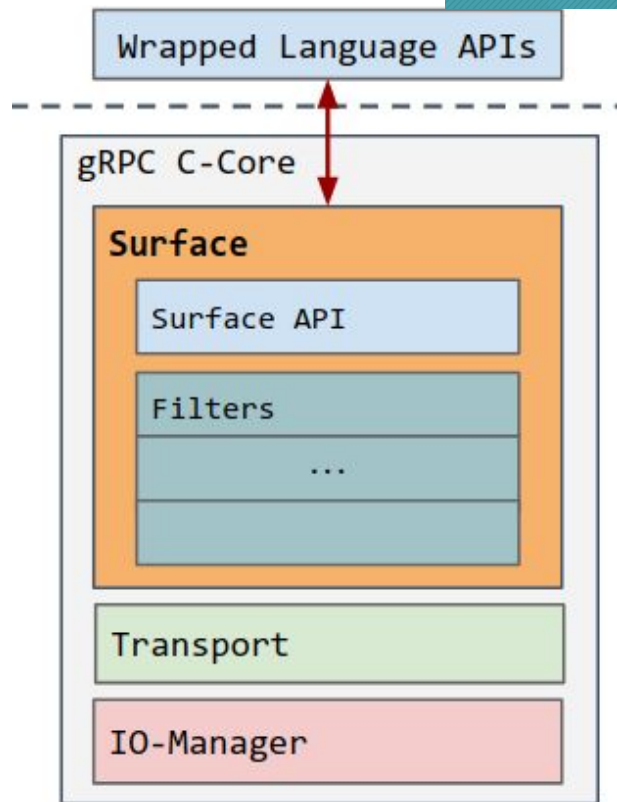 Wrapped Language APIs
gRPC C-Core
Surface
Surface API
Filters
...
Transport
IO-Manager